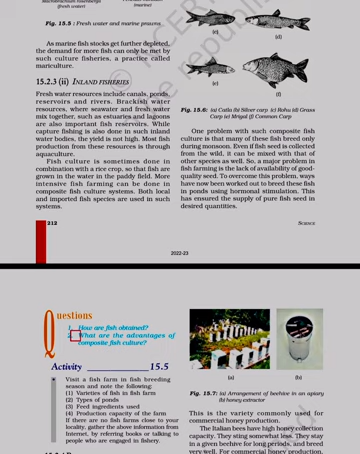 Macrobrachium rosenbergii
(fresh water)
(marine)
Fig. 15.5 : Fresh water and marine prawns
As marine fish stocks get further depleted,
the demand for more fish can only be met by
such culture fisheries, a practice called
mariculture.
15.2.3 (ii) INLAND FISHERIES
Fresh water resources include canals, ponds,
reservoirs and rivers. Brackish water
resources, where seawater and fresh water
mix together, such as estuaries and lagoons
are also important fish reservoirs. While
capture fishing is also done in such inland
water bodies, the yield is not high. Most fish
production from these resources is through
aquaculture.
Fish culture is sometimes done in
combination with a rice crop, so that fish are
grown in the water in the paddy field. More
intensive fish farming can be done in
composite fish culture systems. Both local
and imported fish species are used in such
systems.
(c)
(d)
(e)
(f)
Fig. 15.6: (a) Catla (b) Silver carp (c) Rohu (d) Grass
Carp (e) Mrigal (f) Common Carp
One problem with such composite fish
culture is that many of these fish breed only
during monsoon. Even if fish seed is collected
from the wild, it can be mixed with that of
other species as well. So, a major problem in
fish farming is the lack of availability of good-
quality seed. To overcome this problem, ways
have now been worked out to breed these fish
in ponds using hormonal stimulation. This
has ensured the supply of pure fish seed in
desired quantities.
212
SCIENCE
2022-23
Questions
1. How are fish obtained?
2. What are the advantages of
composite fish culture?
Activity 15.5
• Visit a fish farm in fish breeding
season and note the following:
(1) Varieties of fish in fish farm
(2) Types of ponds
(3) Feed ingredients used
(4) Production capacity of the farm
If there are no fish farms close to your
locality, gather the above information from
Internet, by referring books or talking to
people who are engaged in fishery.
(a)
(b)
Fig. 15.7: (a) Arrangement of beehive in an apiary
(b) honey extractor
This is the variety commonly used for
commercial honey production.
The Italian bees have high honey collection
capacity. They sting somewhat less. They stay
in a given beehive for long periods, and breed
very well. For commercial honey production,